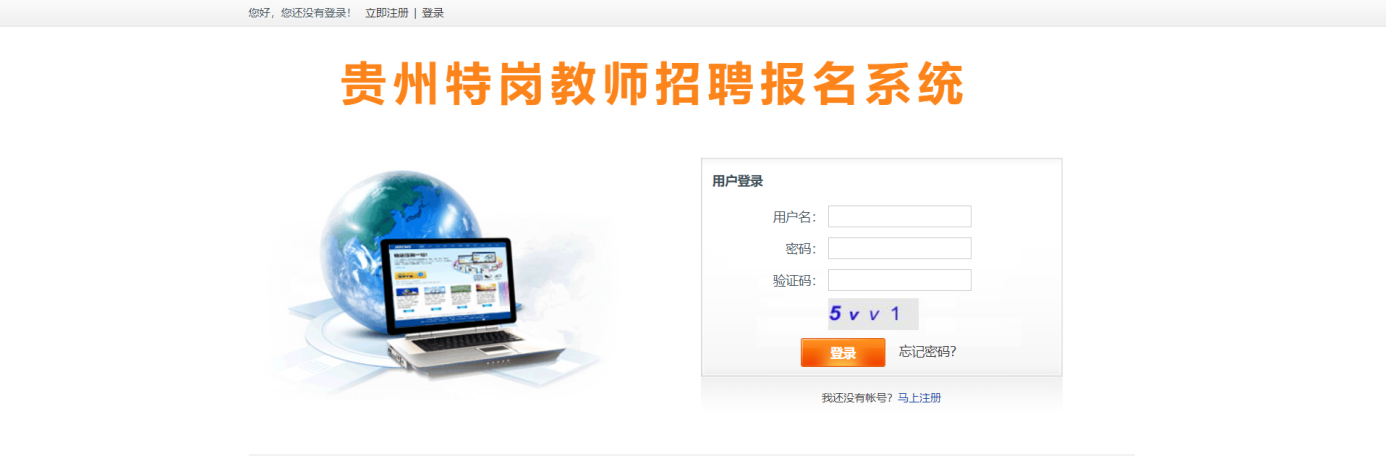 您好，您还没有登录！ 立即注册 | 登录
贵州特岗教师招聘报名系统
用户登录
用户名：
密码：
验证码：
5 v v 1
登录 忘记密码?
我还没有帐号? 马上注册